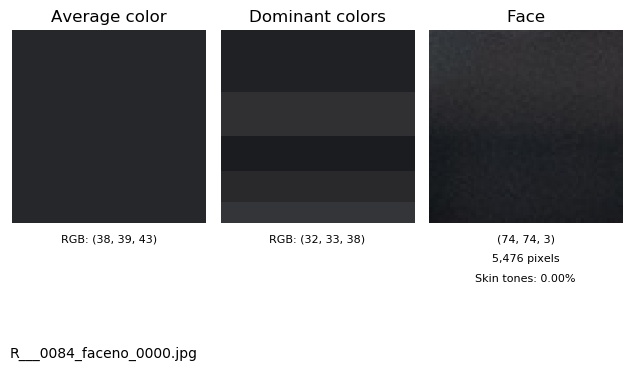 Average color
Dominant colors
Face
RGB: (38, 39, 43)
RGB: (32, 33, 38)
(74, 74, 3)
5,476 pixels
Skin tones: 0.00%
R___0084_faceno_0000.jpg